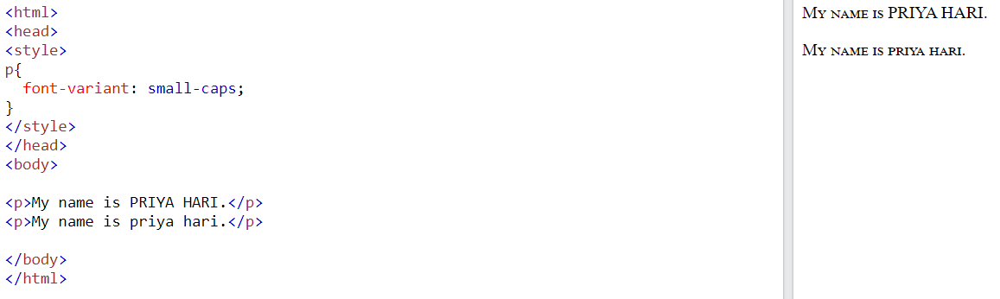 <html>
<head>
<style>
p{
  font-variant: small-caps;
}
</style>
</head>
<body>

<p>My name is PRIYA HARI.</p>
<p>My name is priya hari.</p>

</body>
</html>
My name is PRIYA HARI.
My name is priya hari.